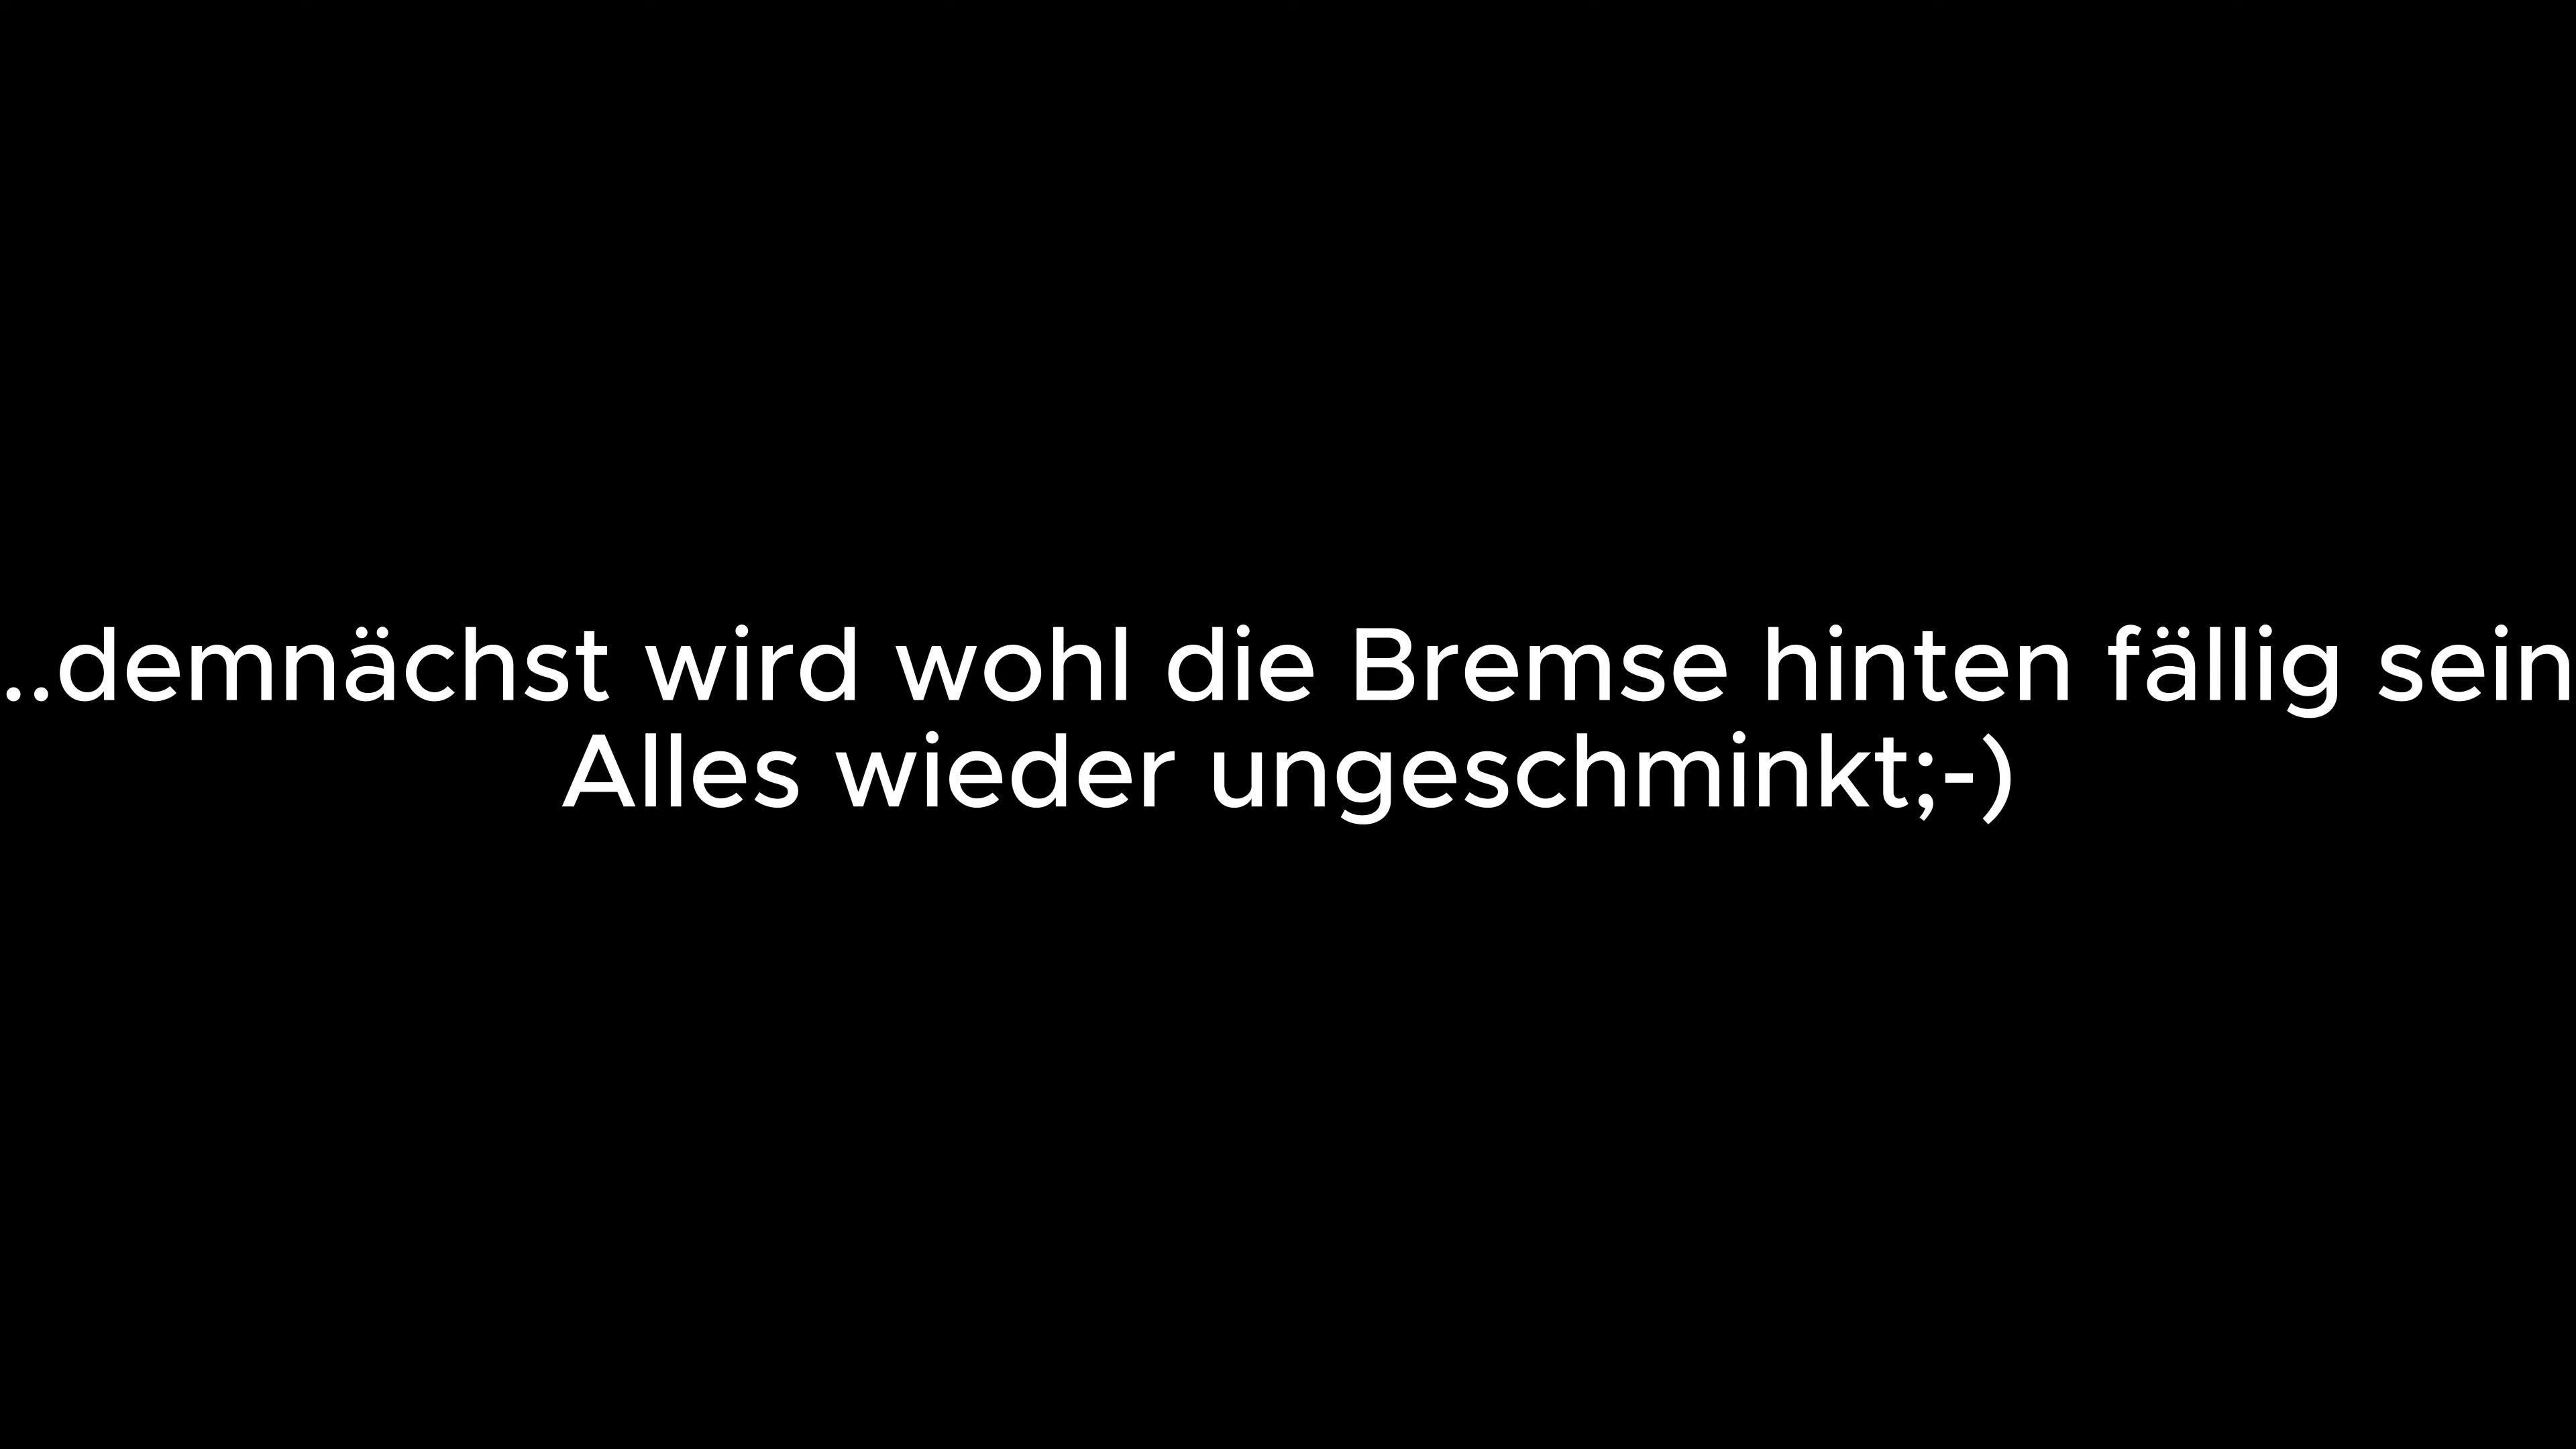 ..demnächst wird wohl die Bremse hinten fällig sein
Alles wieder ungeschminkt;-)